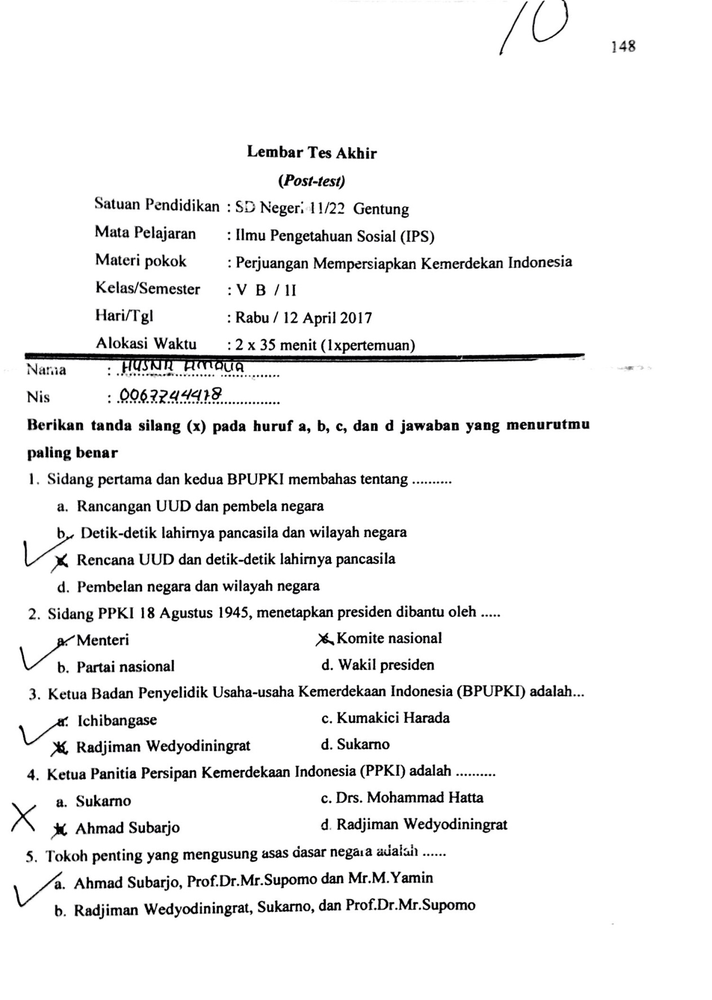 10
148
Lembar Tes Akhir
(Post-test)
Satuan Pendidikan : SD Negeri 11/22 Gentung
Mata Pelajaran : Ilmu Pengetahuan Sosial (IPS)
Materi pokok : Perjuangan Mempersiapkan Kemerdekan Indonesia
Kelas/Semester : V B / 1I
Hari/Tgl : Rabu / 12 April 2017
Alokasi Waktu : 2 x 35 menit (1xpertemuan)
Nama : HUSNA AMALIA
Nis : 0067244418
Berikan tanda silang (x) pada huruf a, b, c, dan d jawaban yang menurutmu
paling benar
1. Sidang pertama dan kedua BPUPKI membahas tentang ..........
a. Rancangan UUD dan pembela negara
b. Detik-detik lahirnya pancasila dan wilayah negara
c. Rencana UUD dan detik-detik lahirnya pancasila
d. Pembelan negara dan wilayah negara
2. Sidang PPKI 18 Agustus 1945, menetapkan presiden dibantu oleh .....
a. Menteri c. Komite nasional
b. Partai nasional d. Wakil presiden
3. Ketua Badan Penyelidik Usaha-usaha Kemerdekaan Indonesia (BPUPKI) adalah...
a. Ichibangase c. Kumakici Harada
b. Radjiman Wedyodiningrat d. Sukarno
4. Ketua Panitia Persipan Kemerdekaan Indonesia (PPKI) adalah ..........
a. Sukarno c. Drs. Mohammad Hatta
b. Ahmad Subarjo d. Radjiman Wedyodiningrat
5. Tokoh penting yang mengusung asas dasar negara adalah ......
a. Ahmad Subarjo, Prof.Dr.Mr.Supomo dan Mr.M.Yamin
b. Radjiman Wedyodiningrat, Sukarno, dan Prof.Dr.Mr.Supomo